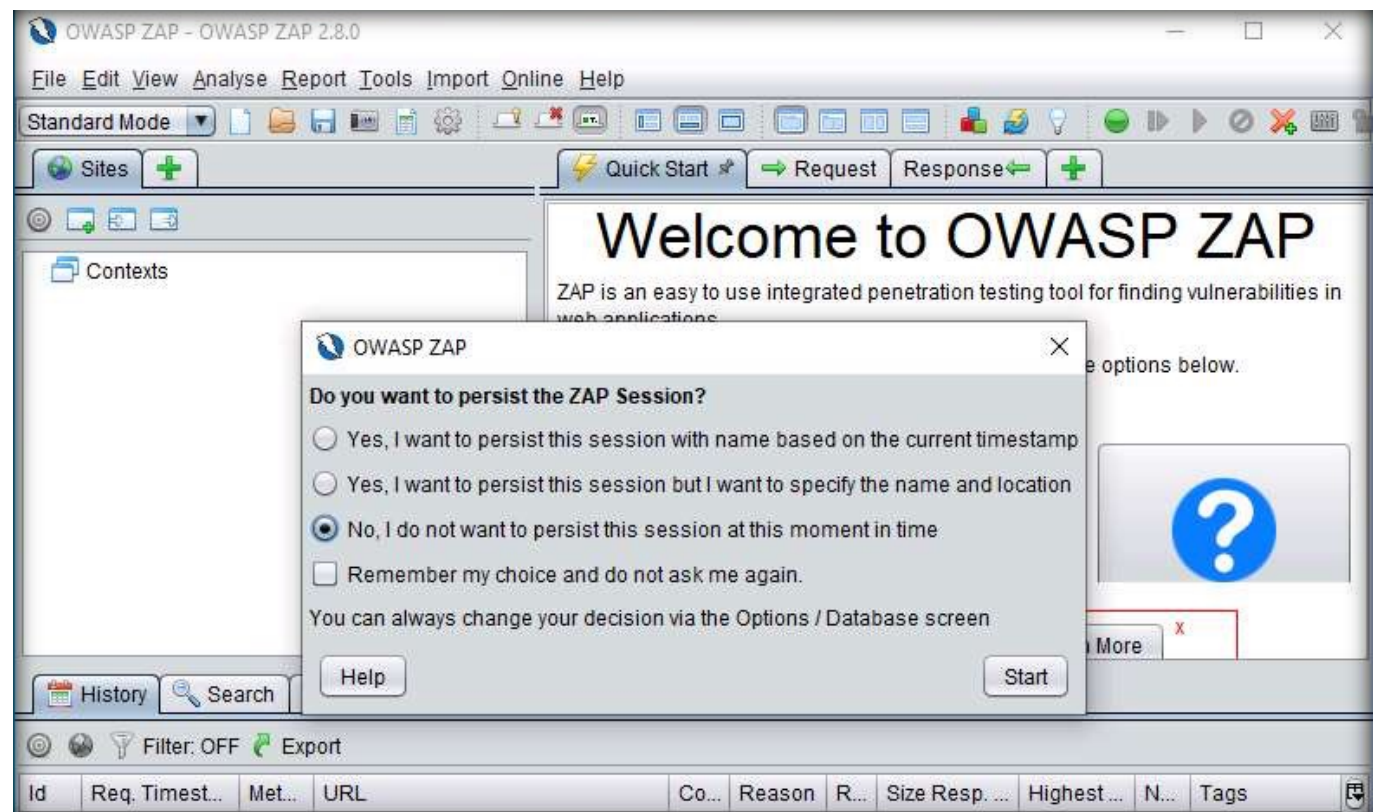 OWASP ZAP - OWASP ZAP 2.8.0
File Edit View Analyse Report Tools Import Online Help
Standard Mode
Sites
Quick Start Request Response
Welcome to OWASP ZAP
Contexts
ZAP is an easy to use integrated penetration testing tool for finding vulnerabilities in
web applications
e options below.
OWASP ZAP
Do you want to persist the ZAP Session?
Yes, I want to persist this session with name based on the current timestamp
Yes, I want to persist this session but I want to specify the name and location
No, I do not want to persist this session at this moment in time
Remember my choice and do not ask me again.
You can always change your decision via the Options / Database screen
More X
Help Start
History Search
Filter: OFF Export
Id Req. Timest... Met... URL Co... Reason R... Size Resp. ... Highest ... N... Tags